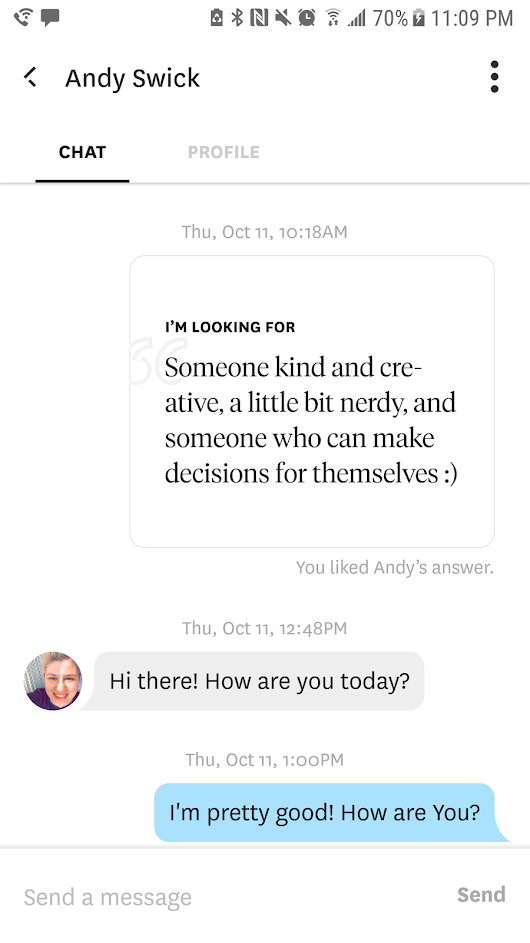 70% 11:09 PM
Andy Swick
CHAT PROFILE
Thu, Oct 11, 10:18AM
I'M LOOKING FOR
Someone kind and cre-
ative, a little bit nerdy, and
someone who can make
decisions for themselves :)
You liked Andy's answer.
Thu, Oct 11, 12:48PM
Hi there! How are you today?
Thu, Oct 11, 1:00PM
I'm pretty good! How are You?
Send a message Send